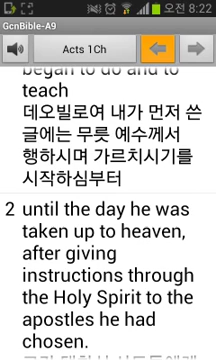 오후 8:22
GcnBible-A9
Acts 1Ch
began to do and to
teach
데오빌로여 내가 먼저 쓴
글에는 무릇 예수께서
행하시며 가르치시기를
시작하심부터
2 until the day he was
taken up to heaven,
after giving
instructions through
the Holy Spirit to the
apostles he had
chosen.